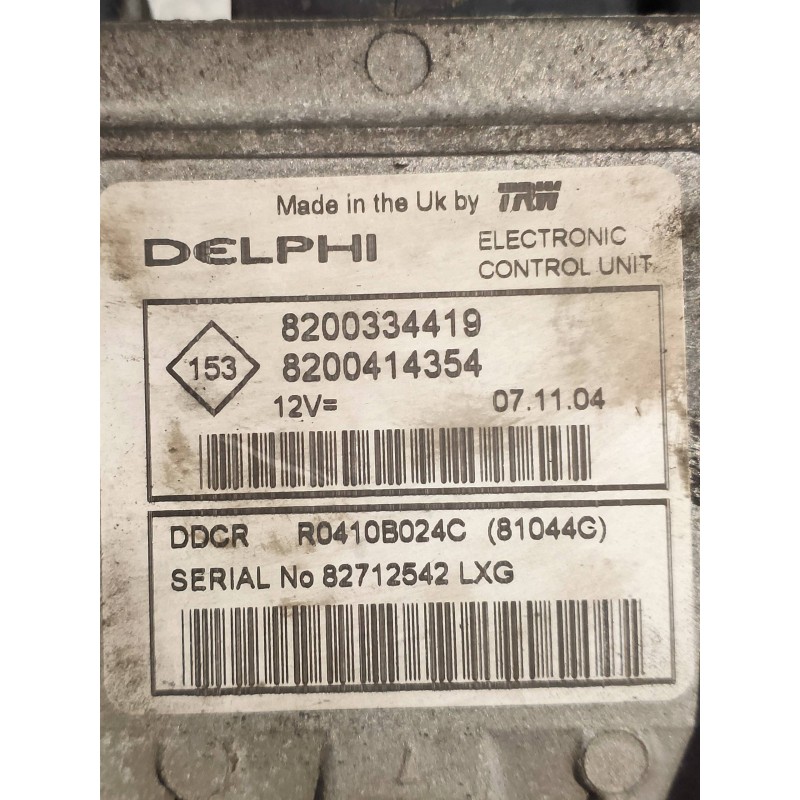 Made in the Uk by TRW
DELPHI
ELECTRONIC
CONTROL UNIT
153
8200334419
8200414354
12V=
07.11.04
DDCR R0410B024C (81044G)
SERIAL No 82712542 LXG